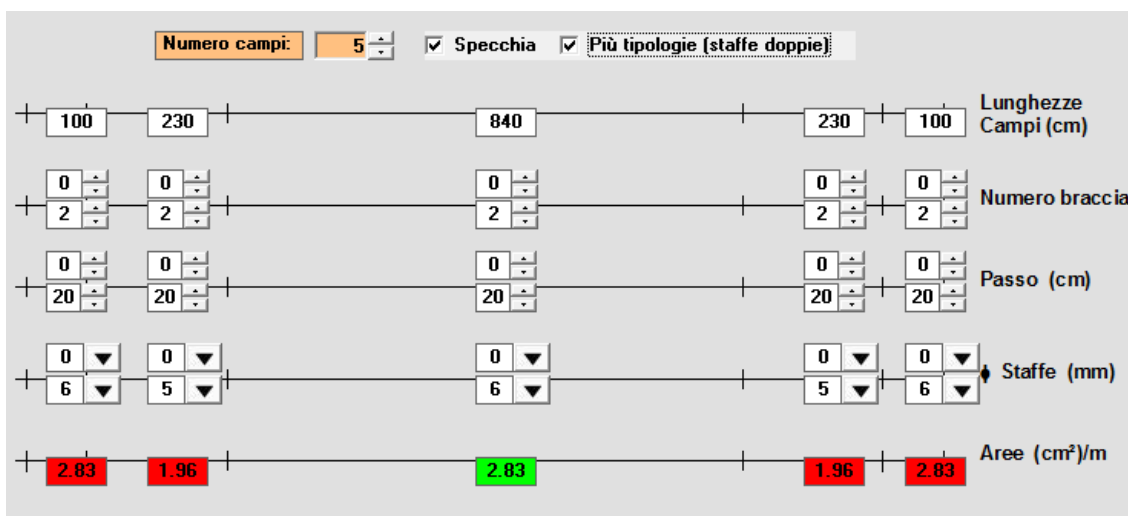 Numero campi: 5 Specchia Più tipologie (staffe doppie)
100 230 840 230 100 Lunghezze Campi (cm)
0 0 0 0 0
2 2 2 2 2 Numero braccia
0 0 0 0 0
20 20 20 20 20 Passo (cm)
0 0 0 0 0
6 5 6 5 6 ϕ Staffe (mm)
2.83 1.96 2.83 1.96 2.83 Aree (cm²)/m